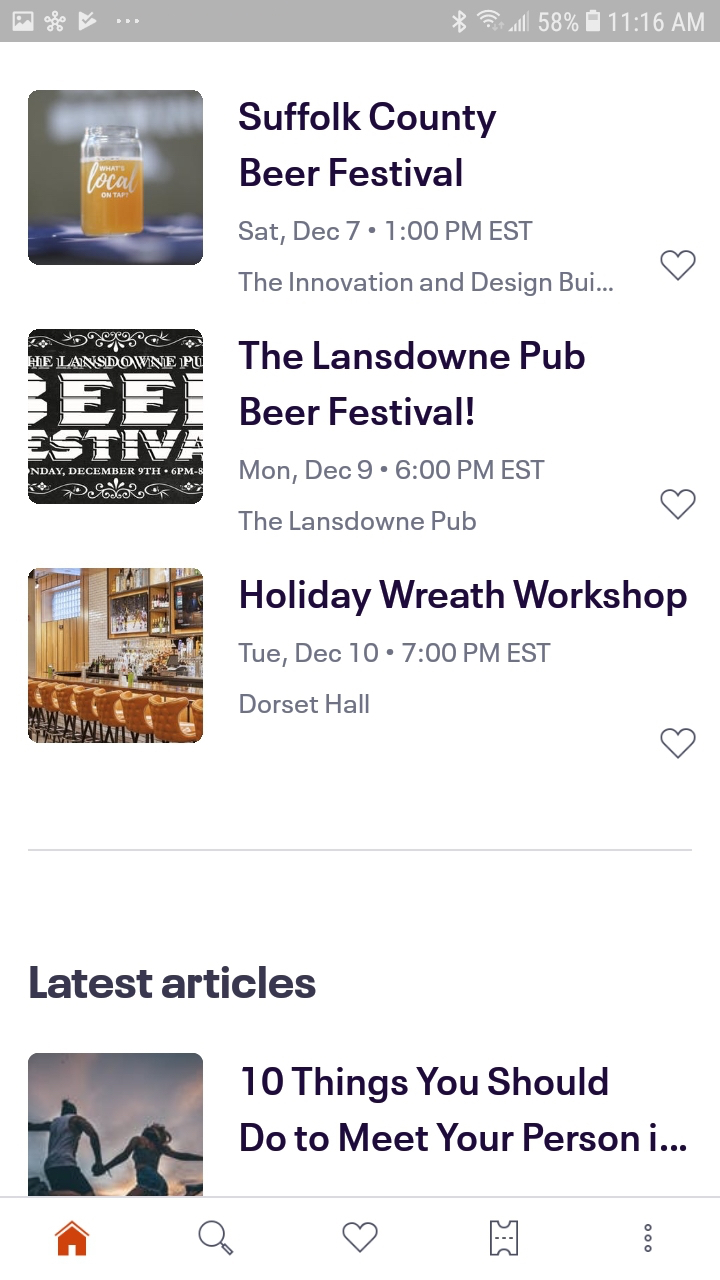 58% 11:16 AM
Suffolk County
Beer Festival
WHAT'S
local
ON TAP?
Sat, Dec 7 • 1:00 PM EST
The Innovation and Design Bui...
The Lansdowne Pub
Beer Festival!
HE LANSDOWNE PU
BEE
ESTIVA
ONDAY, DECEMBER 9TH • 6PM-8
Mon, Dec 9 • 6:00 PM EST
The Lansdowne Pub
Holiday Wreath Workshop
Tue, Dec 10 • 7:00 PM EST
Dorset Hall
Latest articles
10 Things You Should
Do to Meet Your Person i...